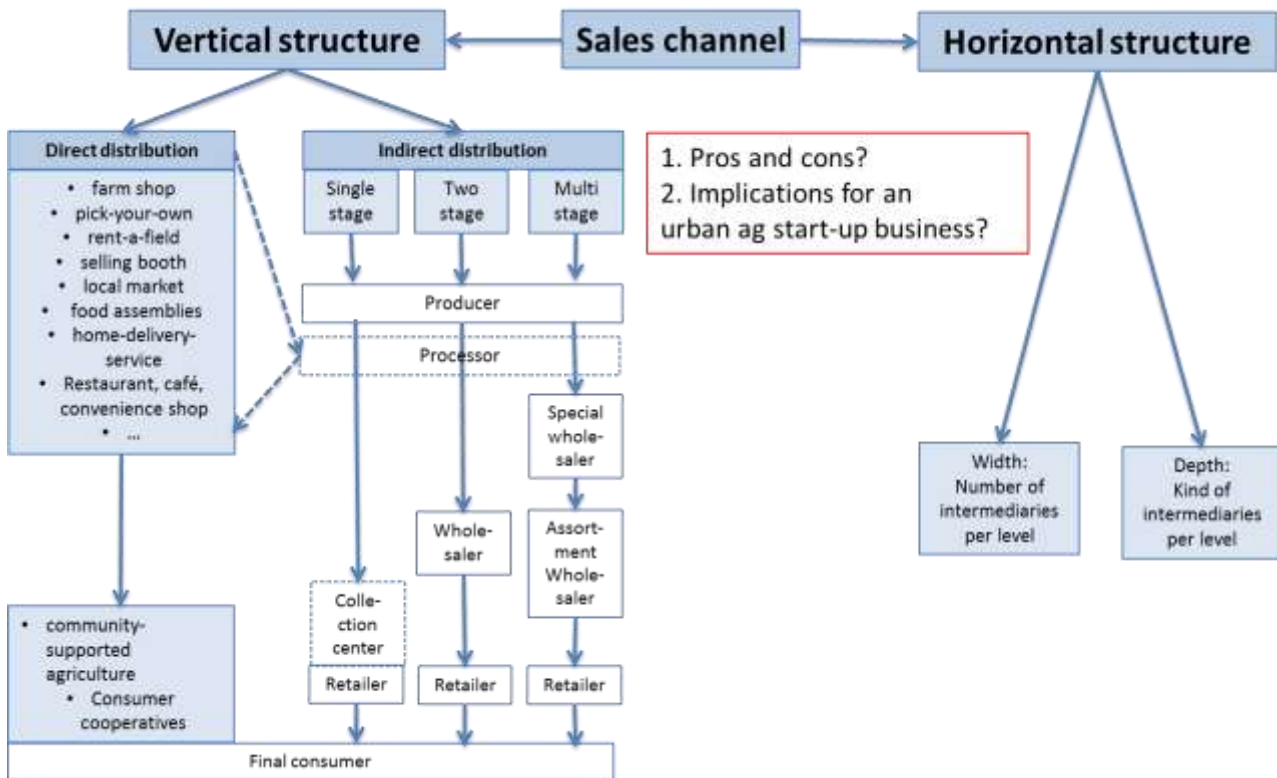 Vertical structure
Sales channel
Horizontal structure
Direct distribution
• farm shop
• pick-your-own
• rent-a-field
• selling booth
• local market
• food assemblies
• home-delivery-
service
• Restaurant, café,
convenience shop
• ...
• community-
supported
agriculture
• Consumer
cooperatives
Indirect distribution
Single
stage
Two
stage
Multi
stage
Producer
Processor
Special
whole-
saler
Whole-
saler
Assort-
ment
Whole-
saler
Colle-
ction
center
Retailer
Retailer
Retailer
Final consumer
1. Pros and cons?
2. Implications for an
urban ag start-up business?
Width:
Number of
intermediaries
per level
Depth:
Kind of
intermediaries
per level